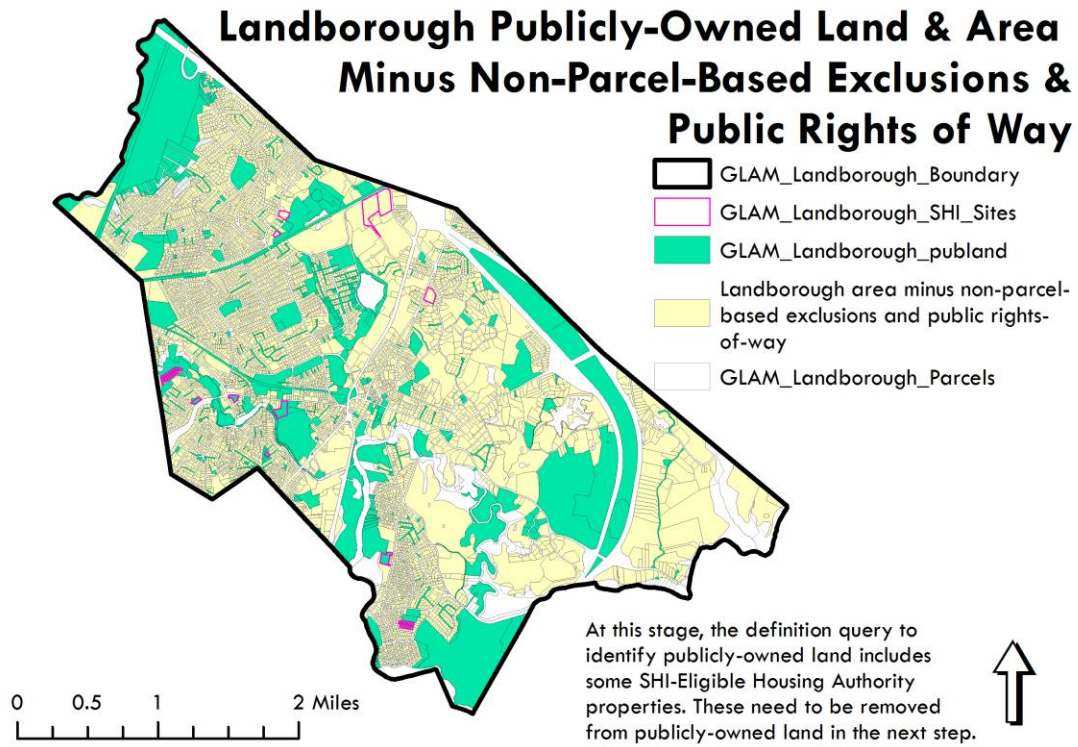 Landborough Publicly-Owned Land & Area
Minus Non-Parcel-Based Exclusions &
Public Rights of Way
GLAM_Landborough_Boundary
GLAM_Landborough_SHI_Sites
GLAM_Landborough_publand
Landborough area minus non-parcel-
based exclusions and public rights-
of-way
GLAM_Landborough_Parcels
At this stage, the definition query to
identify publicly-owned land includes
some SHI-Eligible Housing Authority
properties. These need to be removed
from publicly-owned land in the next step.
0 0.5 1 2 Miles